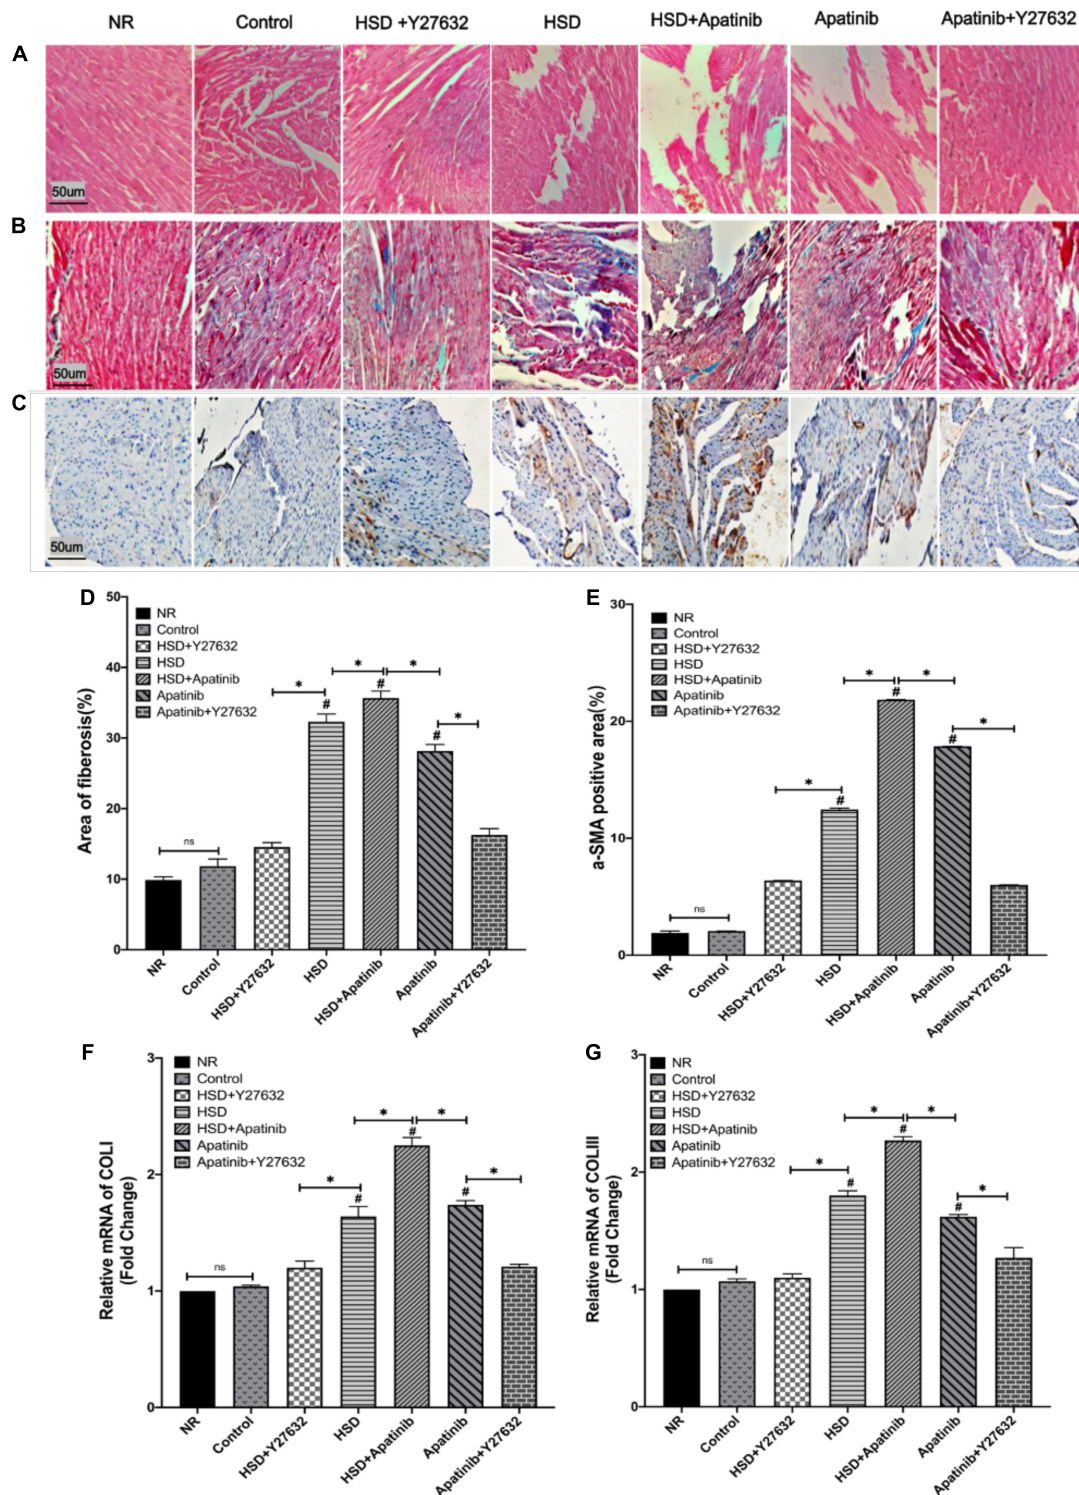 NR Control HSD +Y27632 HSD HSD+Apatinib Apatinib Apatinib+Y27632
A
50um
B
50um
C
50um
D
50
40
30
20
10
0
Area of fiberosis(%)
NR
Control
HSD+Y27632
HSD
HSD+Apatinib
Apatinib
Apatinib+Y27632
ns
*
#
*
#
*
#
*
NR Control HSD+Y27632 HSD HSD+Apatinib Apatinib Apatinib+Y27632
E
30
20
10
0
a-SMA positive area(%)
NR
Control
HSD+Y27632
HSD
HSD+Apatinib
Apatinib
Apatinib+Y27632
ns
*
#
*
#
*
#
*
NR Control HSD+Y27632 HSD HSD+Apatinib Apatinib Apatinib+Y27632
F
3
2
1
0
Relative mRNA of COLI
(Fold Change)
NR
Control
HSD+Y27632
HSD
HSD+Apatinib
Apatinib
Apatinib+Y27632
ns
*
#
*
#
*
#
*
NR Control HSD+Y27632 HSD HSD+Apatinib Apatinib Apatinib+Y27632
G
3
2
1
0
Relative mRNA of COLIII
(Fold Change)
NR
Control
HSD+Y27632
HSD
HSD+Apatinib
Apatinib
Apatinib+Y27632
ns
*
#
*
#
*
#
*
NR Control HSD+Y27632 HSD HSD+Apatinib Apatinib Apatinib+Y27632